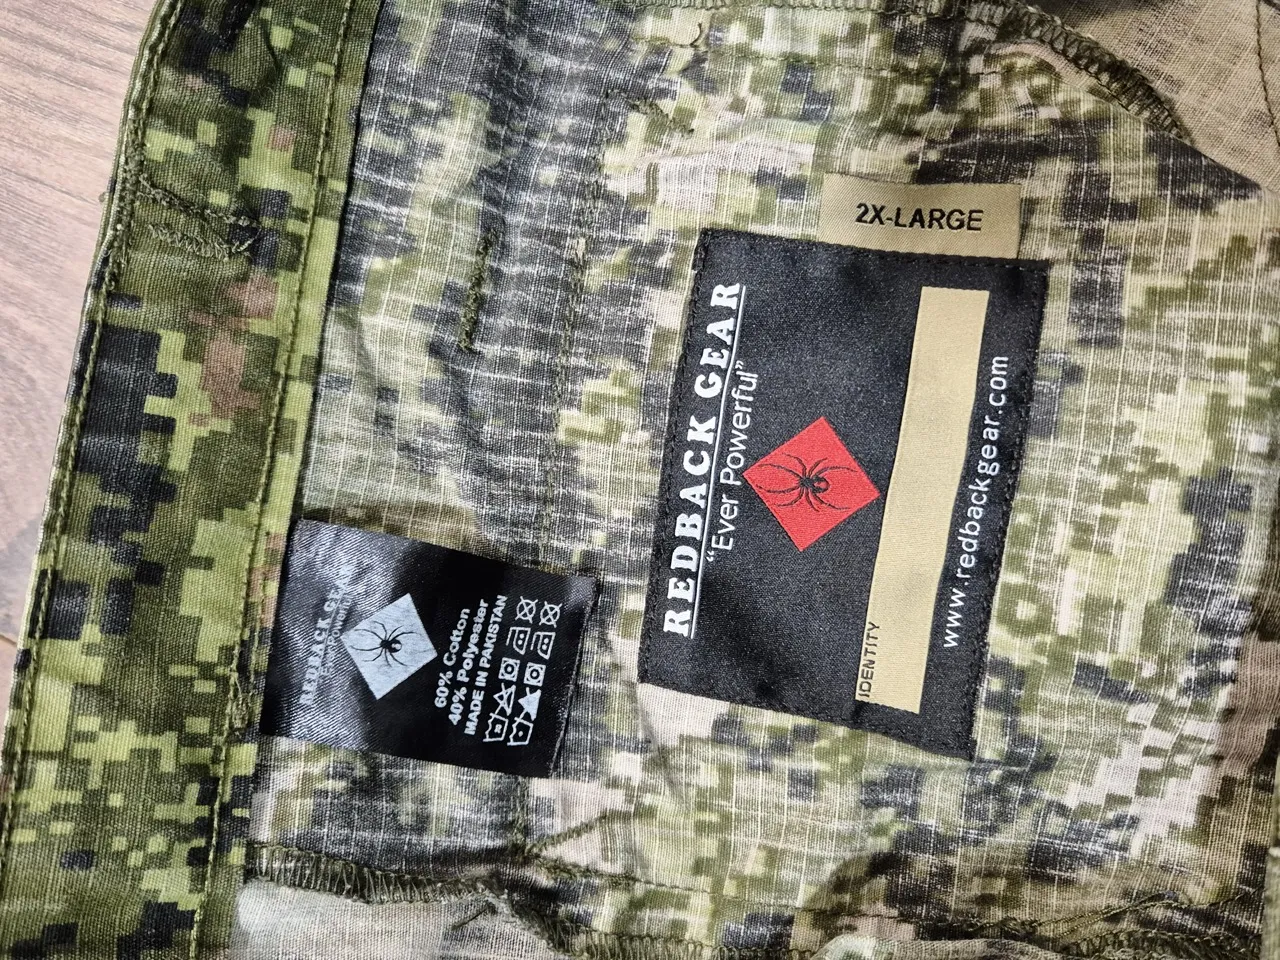 2X-LARGE
REDBACK GEAR
“Ever Powerful”
IDENTITY
www.redbackgear.com
REDBACK GEAR
60% Cotton
40% Polyester
MADE IN PAKISTAN